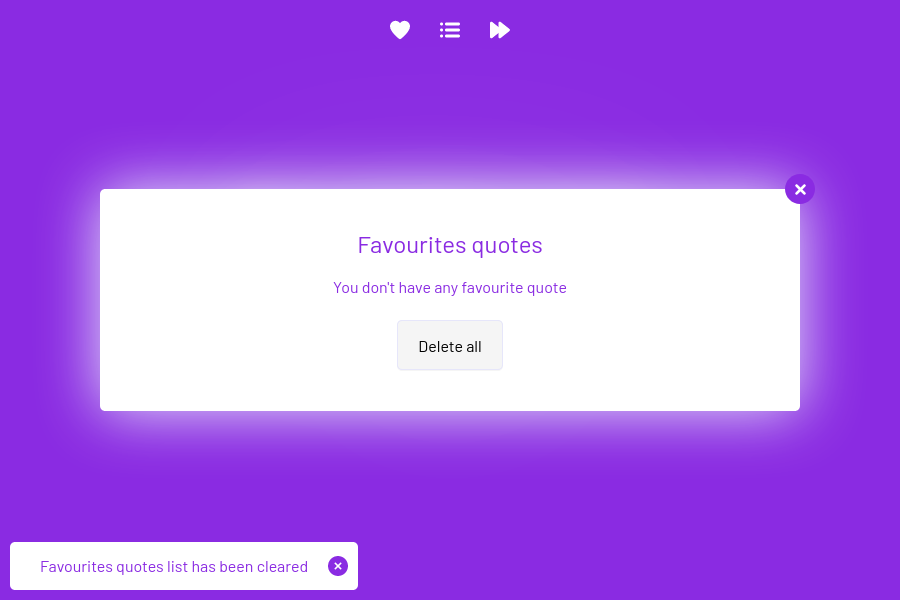 Favourites quotes
You don't have any favourite quote
Delete all
Favourites quotes list has been cleared